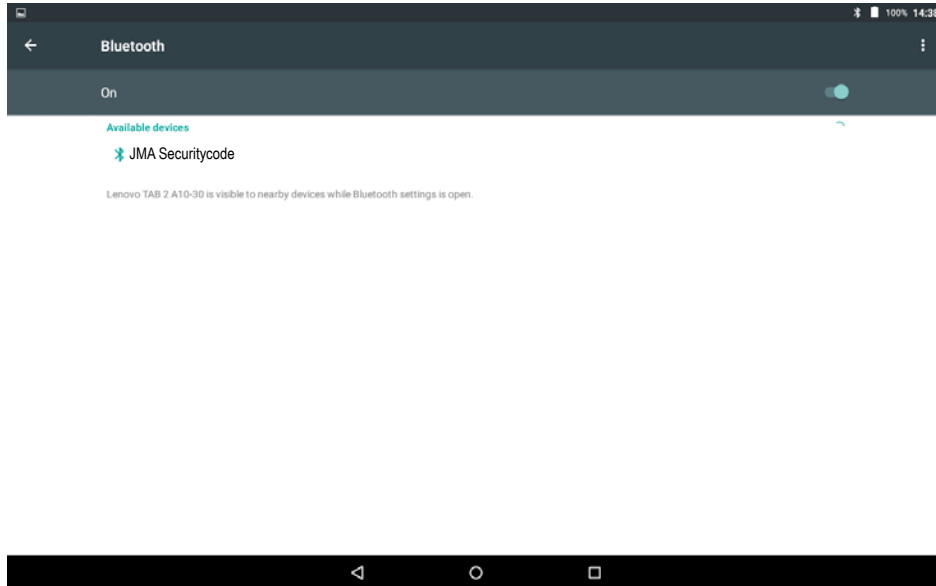 100% 14:38
Bluetooth
On
Available devices
JMA Securitycode
Lenovo TAB 2 A10-30 is visible to nearby devices while Bluetooth settings is open.